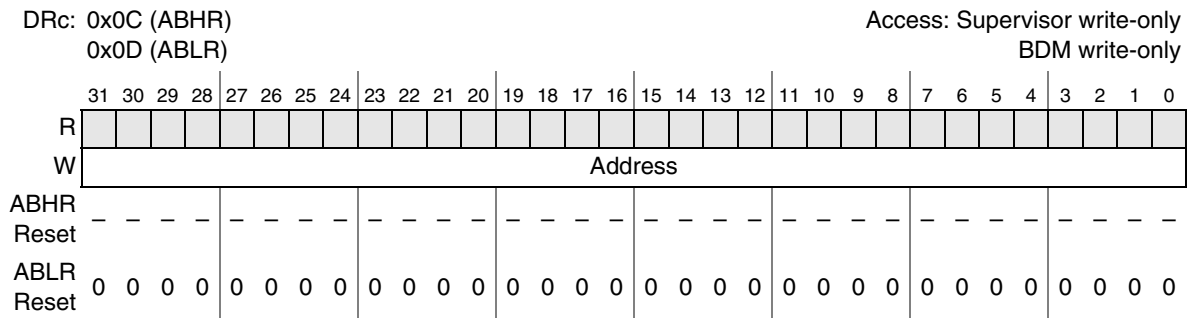 DRc: 0x0C (ABHR) Access: Supervisor write-only
0x0D (ABLR) BDM write-only
31 30 29 28 27 26 25 24 23 22 21 20 19 18 17 16 15 14 13 12 11 10 9 8 7 6 5 4 3 2 1 0
R
W Address
ABHR
Reset – – – – – – – – – – – – – – – – – – – – – – – – – – – – – – – –
ABLR
Reset 0 0 0 0 0 0 0 0 0 0 0 0 0 0 0 0 0 0 0 0 0 0 0 0 0 0 0 0 0 0 0 0